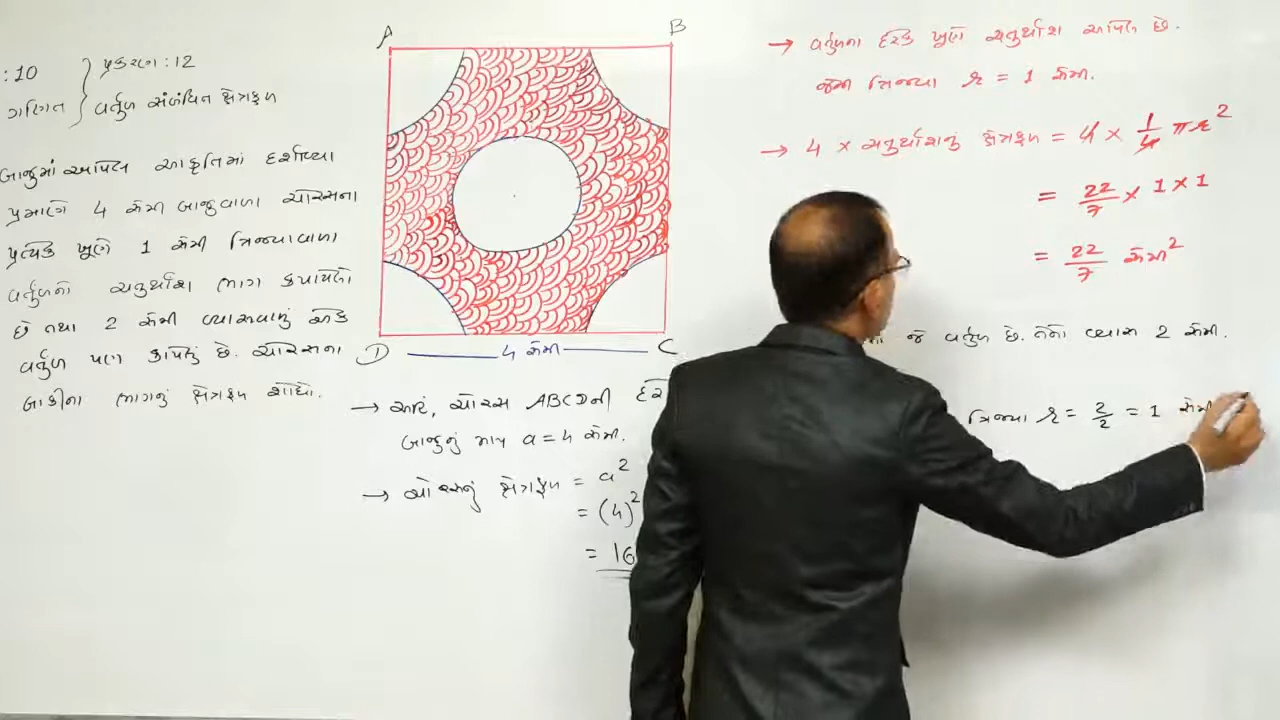 : 10
ગણિત
પ્રકરણ : 12
વર્તુળ સંબંધિત ક્ષેત્રફળ
બાજુમાં આપેલ આકૃતિમાં દર્શાવ્યા
પ્રમાણે 4 સેમી બાજુવાળા ચોરસના
પ્રત્યેક ખૂણે 1 સેમી ત્રિજ્યાવાળા
વર્તુળનો ચતુર્થાંશ ભાગ કપાયેલો
છે તથા 2 સેમી વ્યાસવાળું એક
વર્તુળ પણ કાપેલું છે. ચોરસના
બાકીના ભાગનું ક્ષેત્રફળ શોધો.
A
B
D
4 સેમી
C
→ અહીં, ચોરસ ABCDની દરે
બાજુનું માપ a = 4 સેમી.
→ ચોરસનું ક્ષેત્રફળ = a²
= (4)²
= 16
→ વર્તુળના દરેક ખૂણે ચતુર્થાંશ આપેલ છે.
જેની ત્રિજ્યા r = 1 સેમી.
→ 4 × ચતુર્થાંશનું ક્ષેત્રફળ = 4 × 1/4 πr²
= 22/7 × 1 × 1
= 22/7 સેમી²
જે વર્તુળ છે. તેનો વ્યાસ 2 સેમી.
ત્રિજ્યા r = 2/2 = 1 સેમી